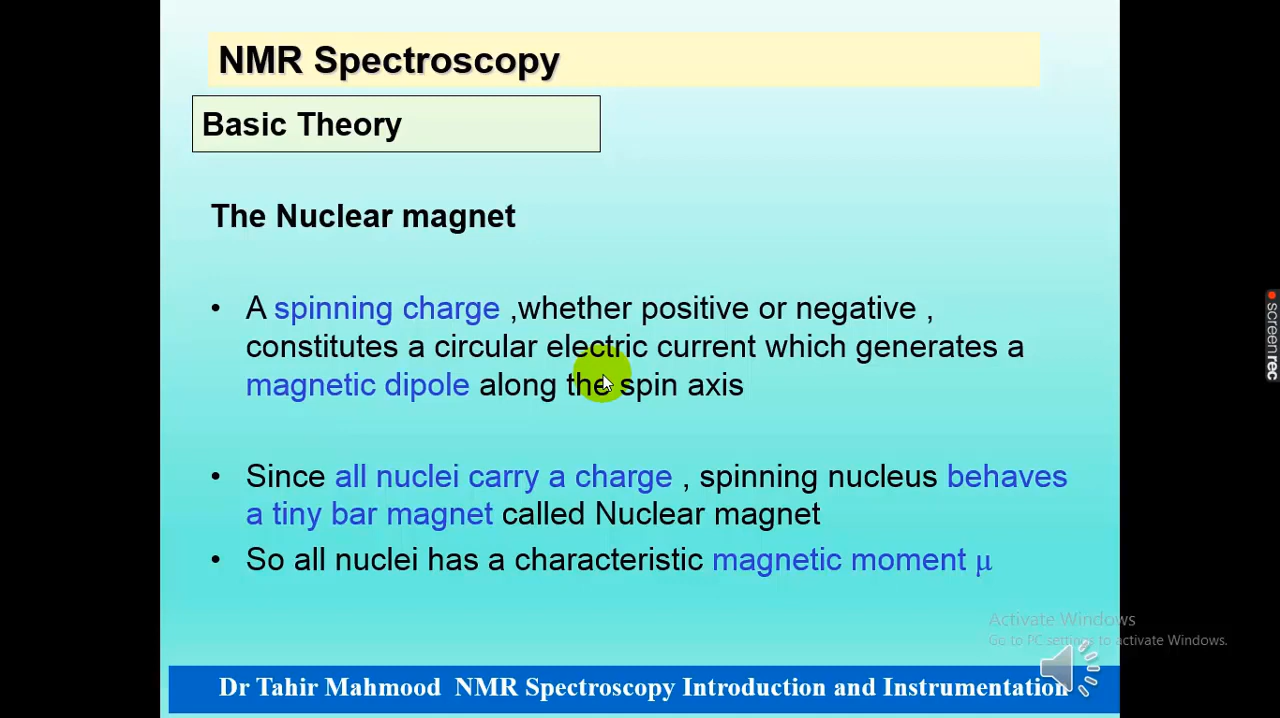 NMR Spectroscopy
Basic Theory
The Nuclear magnet
• A spinning charge ,whether positive or negative ,
constitutes a circular electric current which generates a
magnetic dipole along the spin axis
• Since all nuclei carry a charge , spinning nucleus behaves
a tiny bar magnet called Nuclear magnet
• So all nuclei has a characteristic magnetic moment μ
Activate Windows
Go to PC settings to activate Windows.
Dr Tahir Mahmood NMR Spectroscopy Introduction and Instrumentation
screenrec